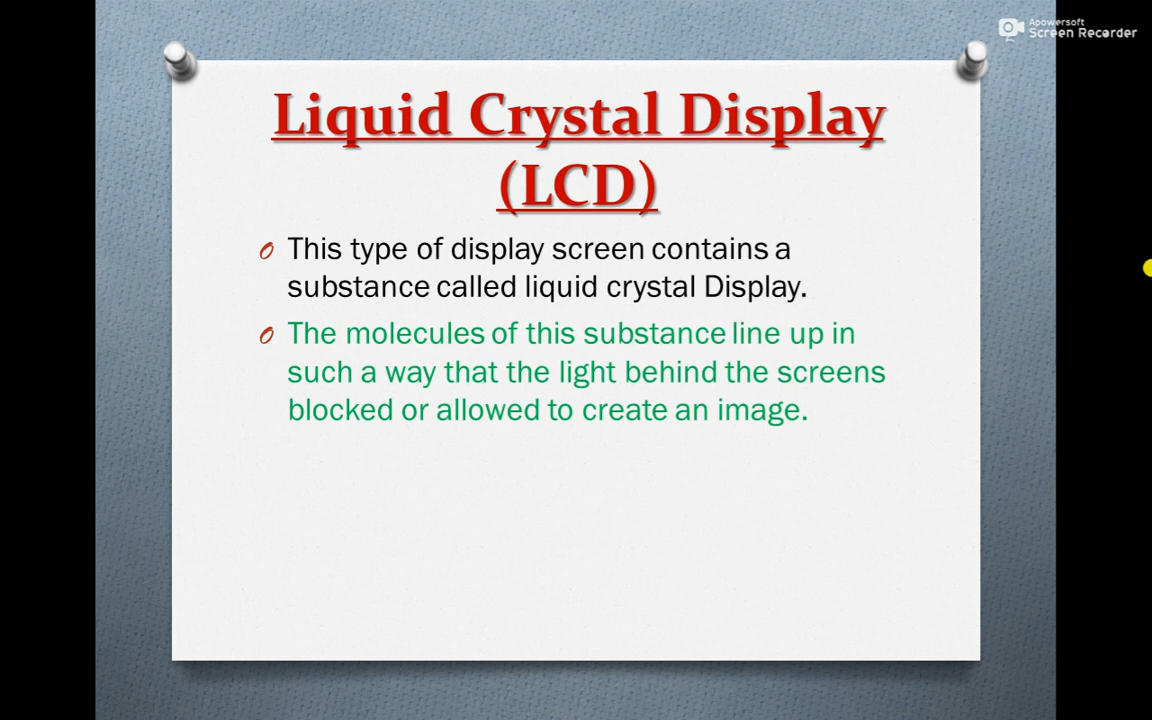 Apowersoft
Screen Recorder
Liquid Crystal Display
(LCD)
This type of display screen contains a
substance called liquid crystal Display.
The molecules of this substance line up in
such a way that the light behind the screens
blocked or allowed to create an image.